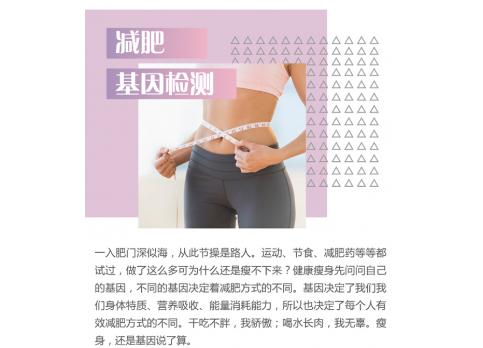 减肥
基因检测
一入肥门深似海，从此节操是路人。运动、节食、减肥药等等都
试过，做了这么多可为什么还是瘦不下来？健康瘦身先问问自己
的基因，不同的基因决定着减肥方式的不同。基因决定了我们我
们身体特质、营养吸收、能量消耗能力，所以也决定了每个人有
效减肥方式的不同。干吃不胖，我骄傲；喝水长肉，我无辜。瘦
身，还是基因说了算。